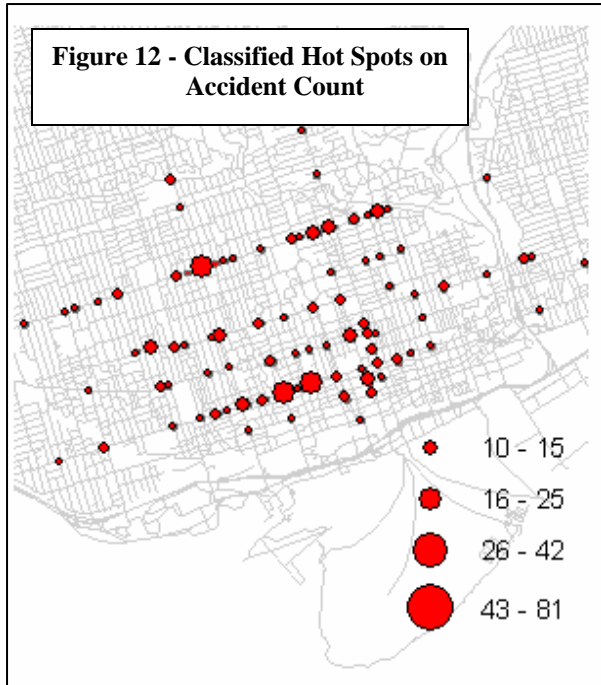 Figure 12 - Classified Hot Spots on
Accident Count
10 - 15
16 - 25
26 - 42
43 - 81